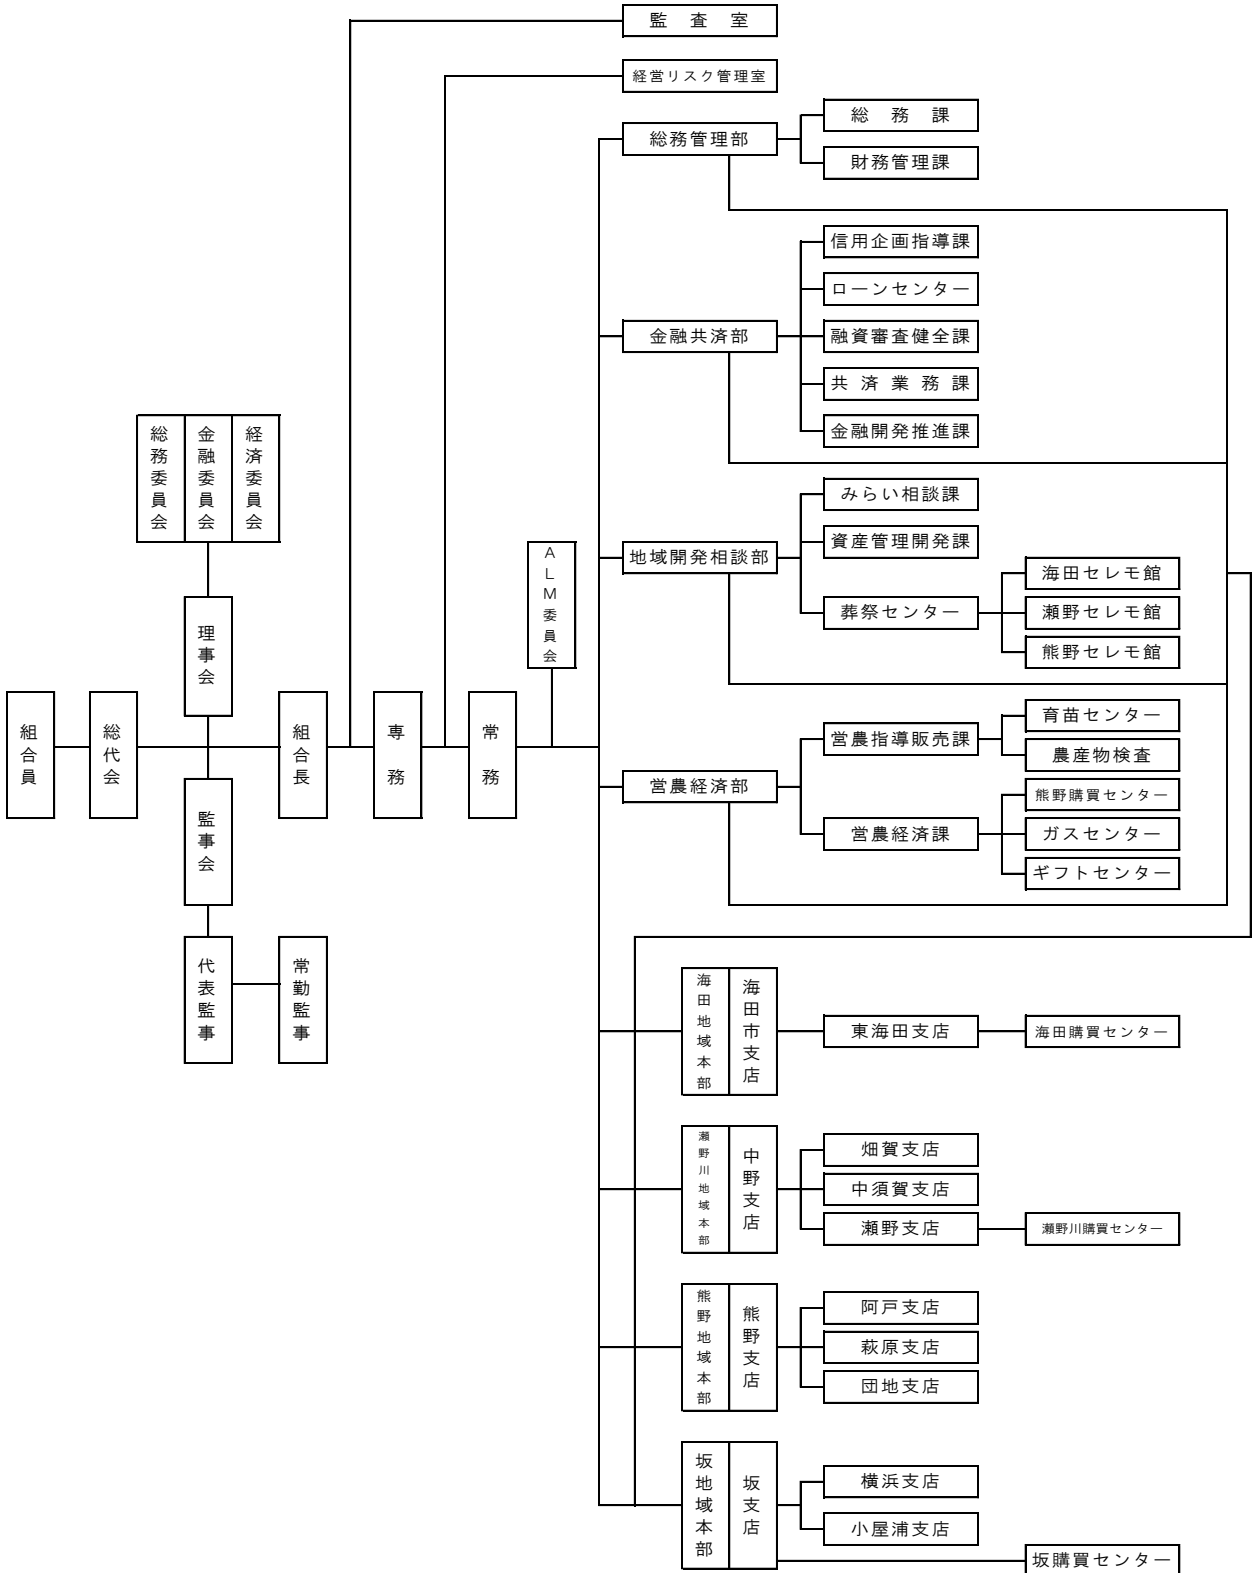 監査室
経営リスク管理室
総務管理部
総務課
財務管理課
金融共済部
信用企画指導課
ローンセンター
融資審査健全課
共済業務課
金融開発推進課
総務委員会
金融委員会
経済委員会
理事会
組合員
総代会
監事会
代表監事
常勤監事
組合長
専務
常務
ALM委員会
地域開発相談部
みらい相談課
資産管理開発課
葬祭センター
海田セレモ館
瀬野セレモ館
熊野セレモ館
営農経済部
営農指導販売課
育苗センター
農産物検査
営農経済課
熊野購買センター
ガスセンター
ギフトセンター
海田地域本部
海田市支店
東海田支店
海田購買センター
瀬野川地域本部
中野支店
畑賀支店
中須賀支店
瀬野支店
瀬野川購買センター
熊野地域本部
熊野支店
阿戸支店
萩原支店
団地支店
坂地域本部
坂支店
横浜支店
小屋浦支店
坂購買センター